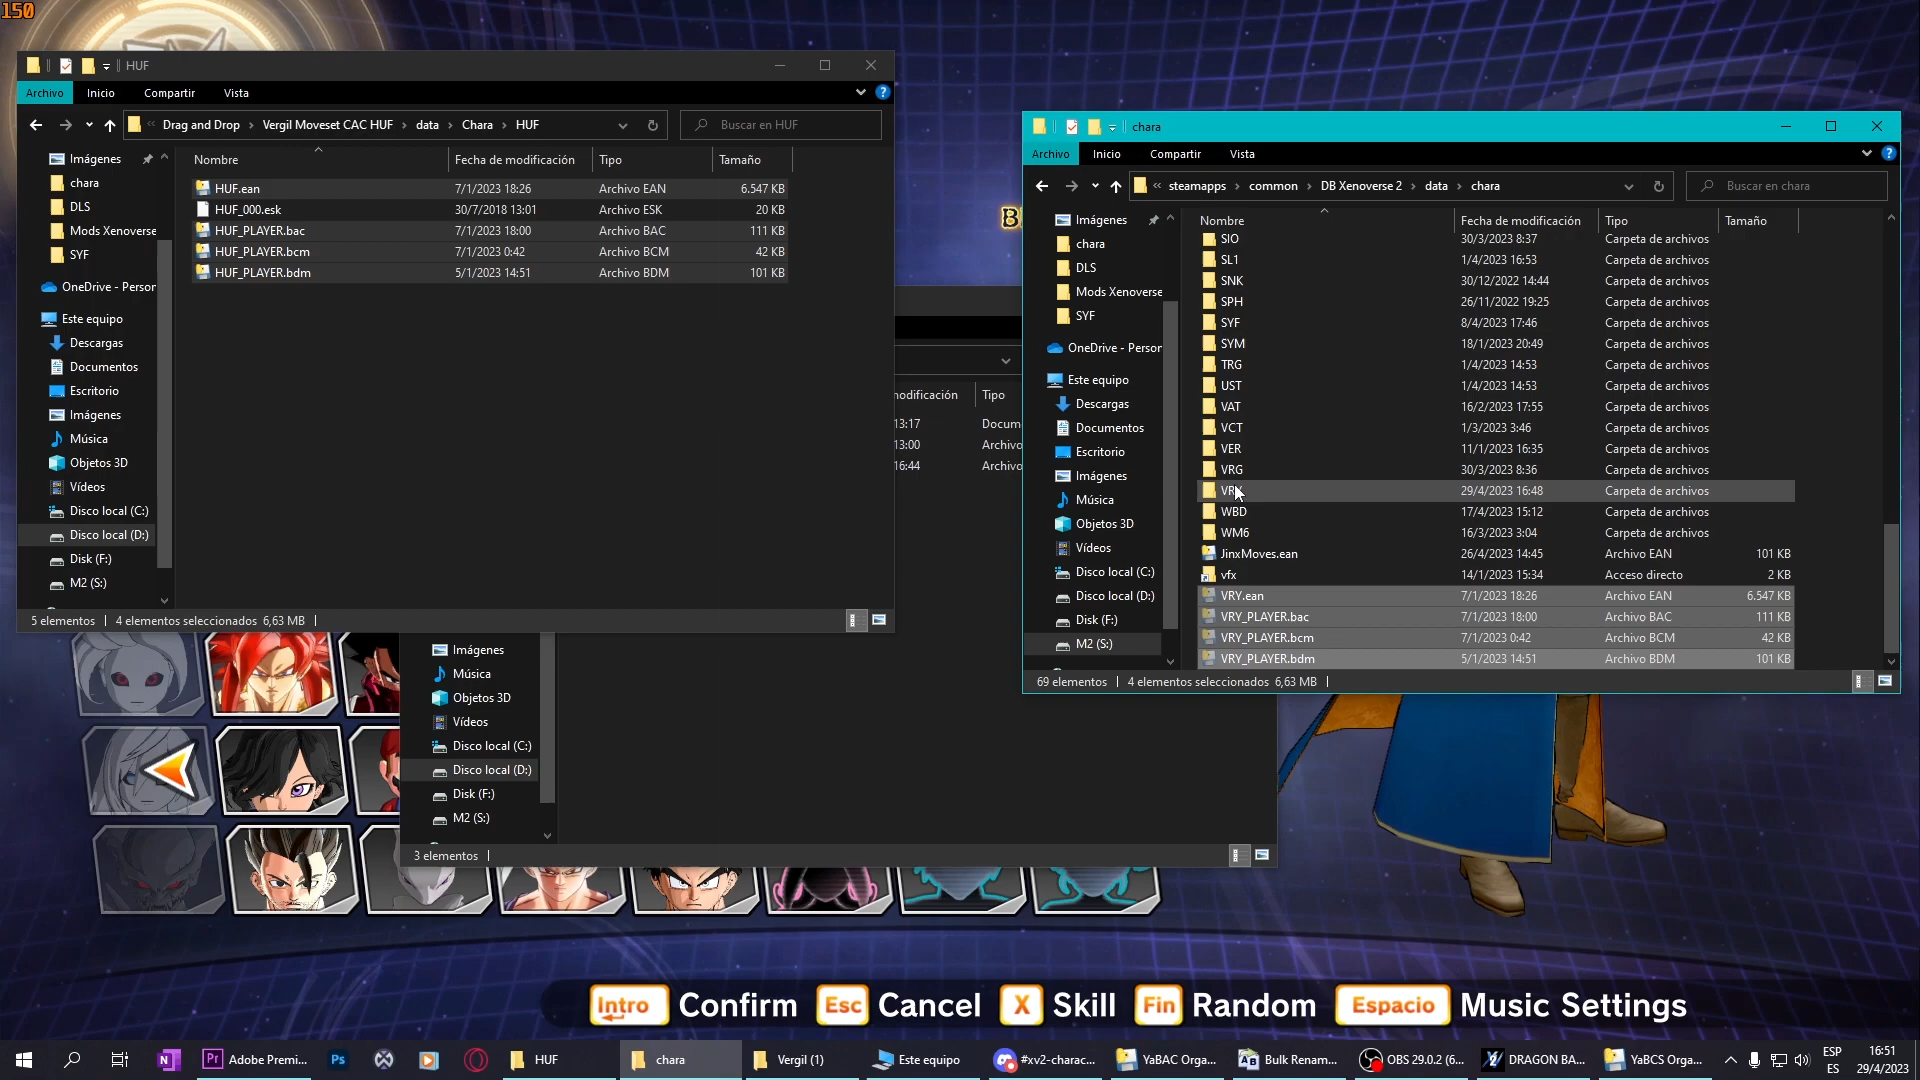 150
HUF
Archivo Inicio Compartir Vista
Drag and Drop Vergil Moveset CAC HUF data Chara HUF
Buscar en HUF
Imágenes
chara
DLS
Mods Xenoverse
SYF
OneDrive - Person
Este equipo
Descargas
Documentos
Escritorio
Imágenes
Música
Objetos 3D
Vídeos
Disco local (C:)
Disco local (D:)
Disk (F:)
M2 (S:)
Nombre Fecha de modificación Tipo Tamaño
HUF.ean 7/1/2023 18:26 Archivo EAN 6.547 KB
HUF_000.esk 30/7/2018 13:01 Archivo ESK 20 KB
HUF_PLAYER.bac 7/1/2023 18:00 Archivo BAC 111 KB
HUF_PLAYER.bcm 7/1/2023 0:42 Archivo BCM 42 KB
HUF_PLAYER.bdm 5/1/2023 14:51 Archivo BDM 101 KB
5 elementos 4 elementos seleccionados 6,63 MB
B
nodificación Tipo
13:17 Docum
13:00 Archivo
16:44 Archivo
Imágenes
Música
Objetos 3D
Vídeos
Disco local (C:)
Disco local (D:)
Disk (F:)
M2 (S:)
3 elementos
chara
Archivo Inicio Compartir Vista
steamapps common DB Xenoverse 2 data chara
Buscar en chara
Imágenes
chara
DLS
Mods Xenoverse
SYF
OneDrive - Person
Este equipo
Descargas
Documentos
Escritorio
Imágenes
Música
Objetos 3D
Vídeos
Disco local (C:)
Disco local (D:)
Disk (F:)
M2 (S:)
Nombre Fecha de modificación Tipo Tamaño
SIO 30/3/2023 8:37 Carpeta de archivos
SL1 1/4/2023 16:53 Carpeta de archivos
SNK 30/12/2022 14:44 Carpeta de archivos
SPH 26/11/2022 19:25 Carpeta de archivos
SYF 8/4/2023 17:46 Carpeta de archivos
SYM 18/1/2023 20:49 Carpeta de archivos
TRG 1/4/2023 14:53 Carpeta de archivos
UST 1/4/2023 14:53 Carpeta de archivos
VAT 16/2/2023 17:55 Carpeta de archivos
VCT 1/3/2023 3:46 Carpeta de archivos
VER 11/1/2023 16:35 Carpeta de archivos
VRG 30/3/2023 8:36 Carpeta de archivos
VRY 29/4/2023 16:48 Carpeta de archivos
WBD 17/4/2023 15:12 Carpeta de archivos
WM6 16/3/2023 3:04 Carpeta de archivos
JinxMoves.ean 26/4/2023 14:45 Archivo EAN 101 KB
vfx 14/1/2023 15:34 Acceso directo 2 KB
VRY.ean 7/1/2023 18:26 Archivo EAN 6.547 KB
VRY_PLAYER.bac 7/1/2023 18:00 Archivo BAC 111 KB
VRY_PLAYER.bcm 7/1/2023 0:42 Archivo BCM 42 KB
VRY_PLAYER.bdm 5/1/2023 14:51 Archivo BDM 101 KB
69 elementos 4 elementos seleccionados 6,63 MB
Intro Confirm Esc Cancel X Skill Fin Random Espacio Music Settings
N Pr Adobe Premi... Ps HUF chara Vergil (1) Este equipo #xv2-charac... YaBAC Orga... AB Bulk Renam... OBS 29.0.2 (6... DRAGON BA... YaBCS Orga... ESP 16:51
ES 29/4/2023